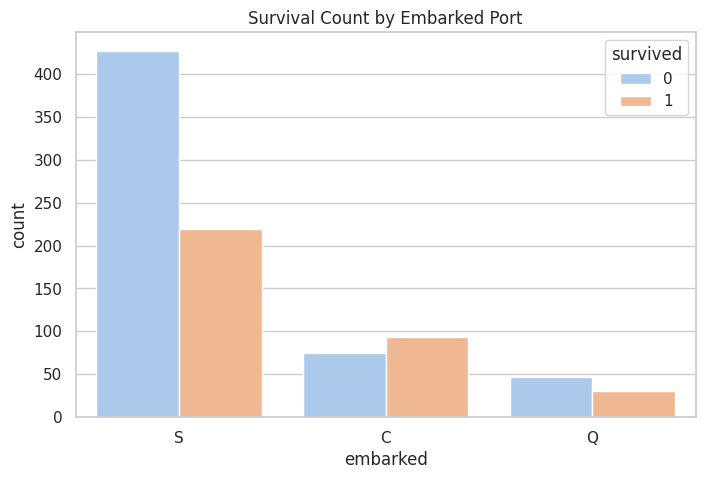 Survival Count by Embarked Port
survived
0
1
count
400
350
300
250
200
150
100
50
0
S
C
Q
embarked